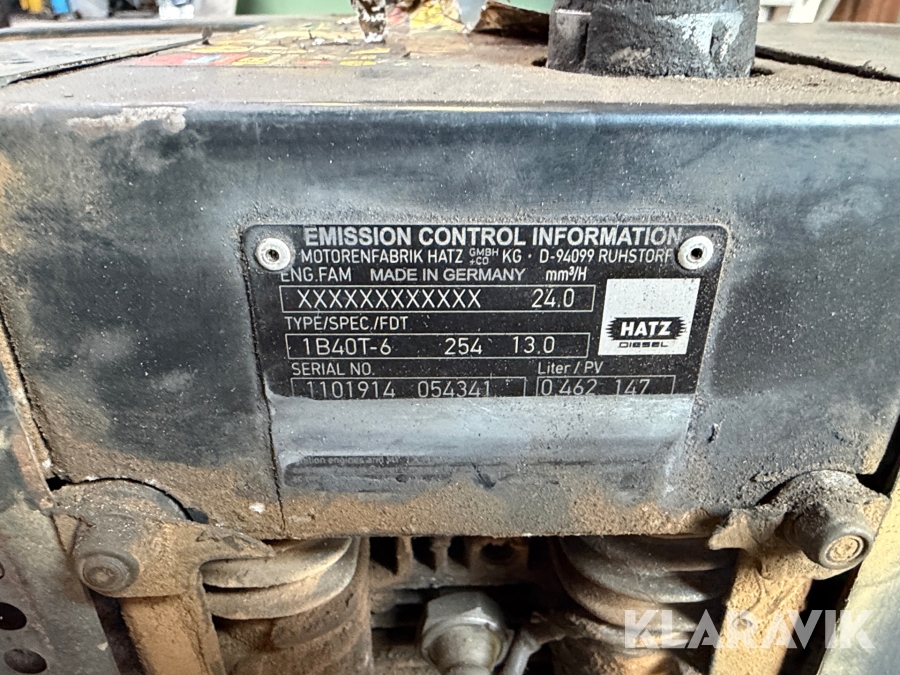 EMISSION CONTROL INFORMATION
MOTORENFABRIK HATZ GMBH +CO KG · D-94099 RUHSTORF
ENG.FAM MADE IN GERMANY mm³/H
XXXXXXXXXXXX 24.0
TYPE/SPEC./FDT
1B40T-6 254 13.0
HATZ
DIESEL
SERIAL NO. Liter / PV
1101914 054341 0.462 147
KLARAVIK